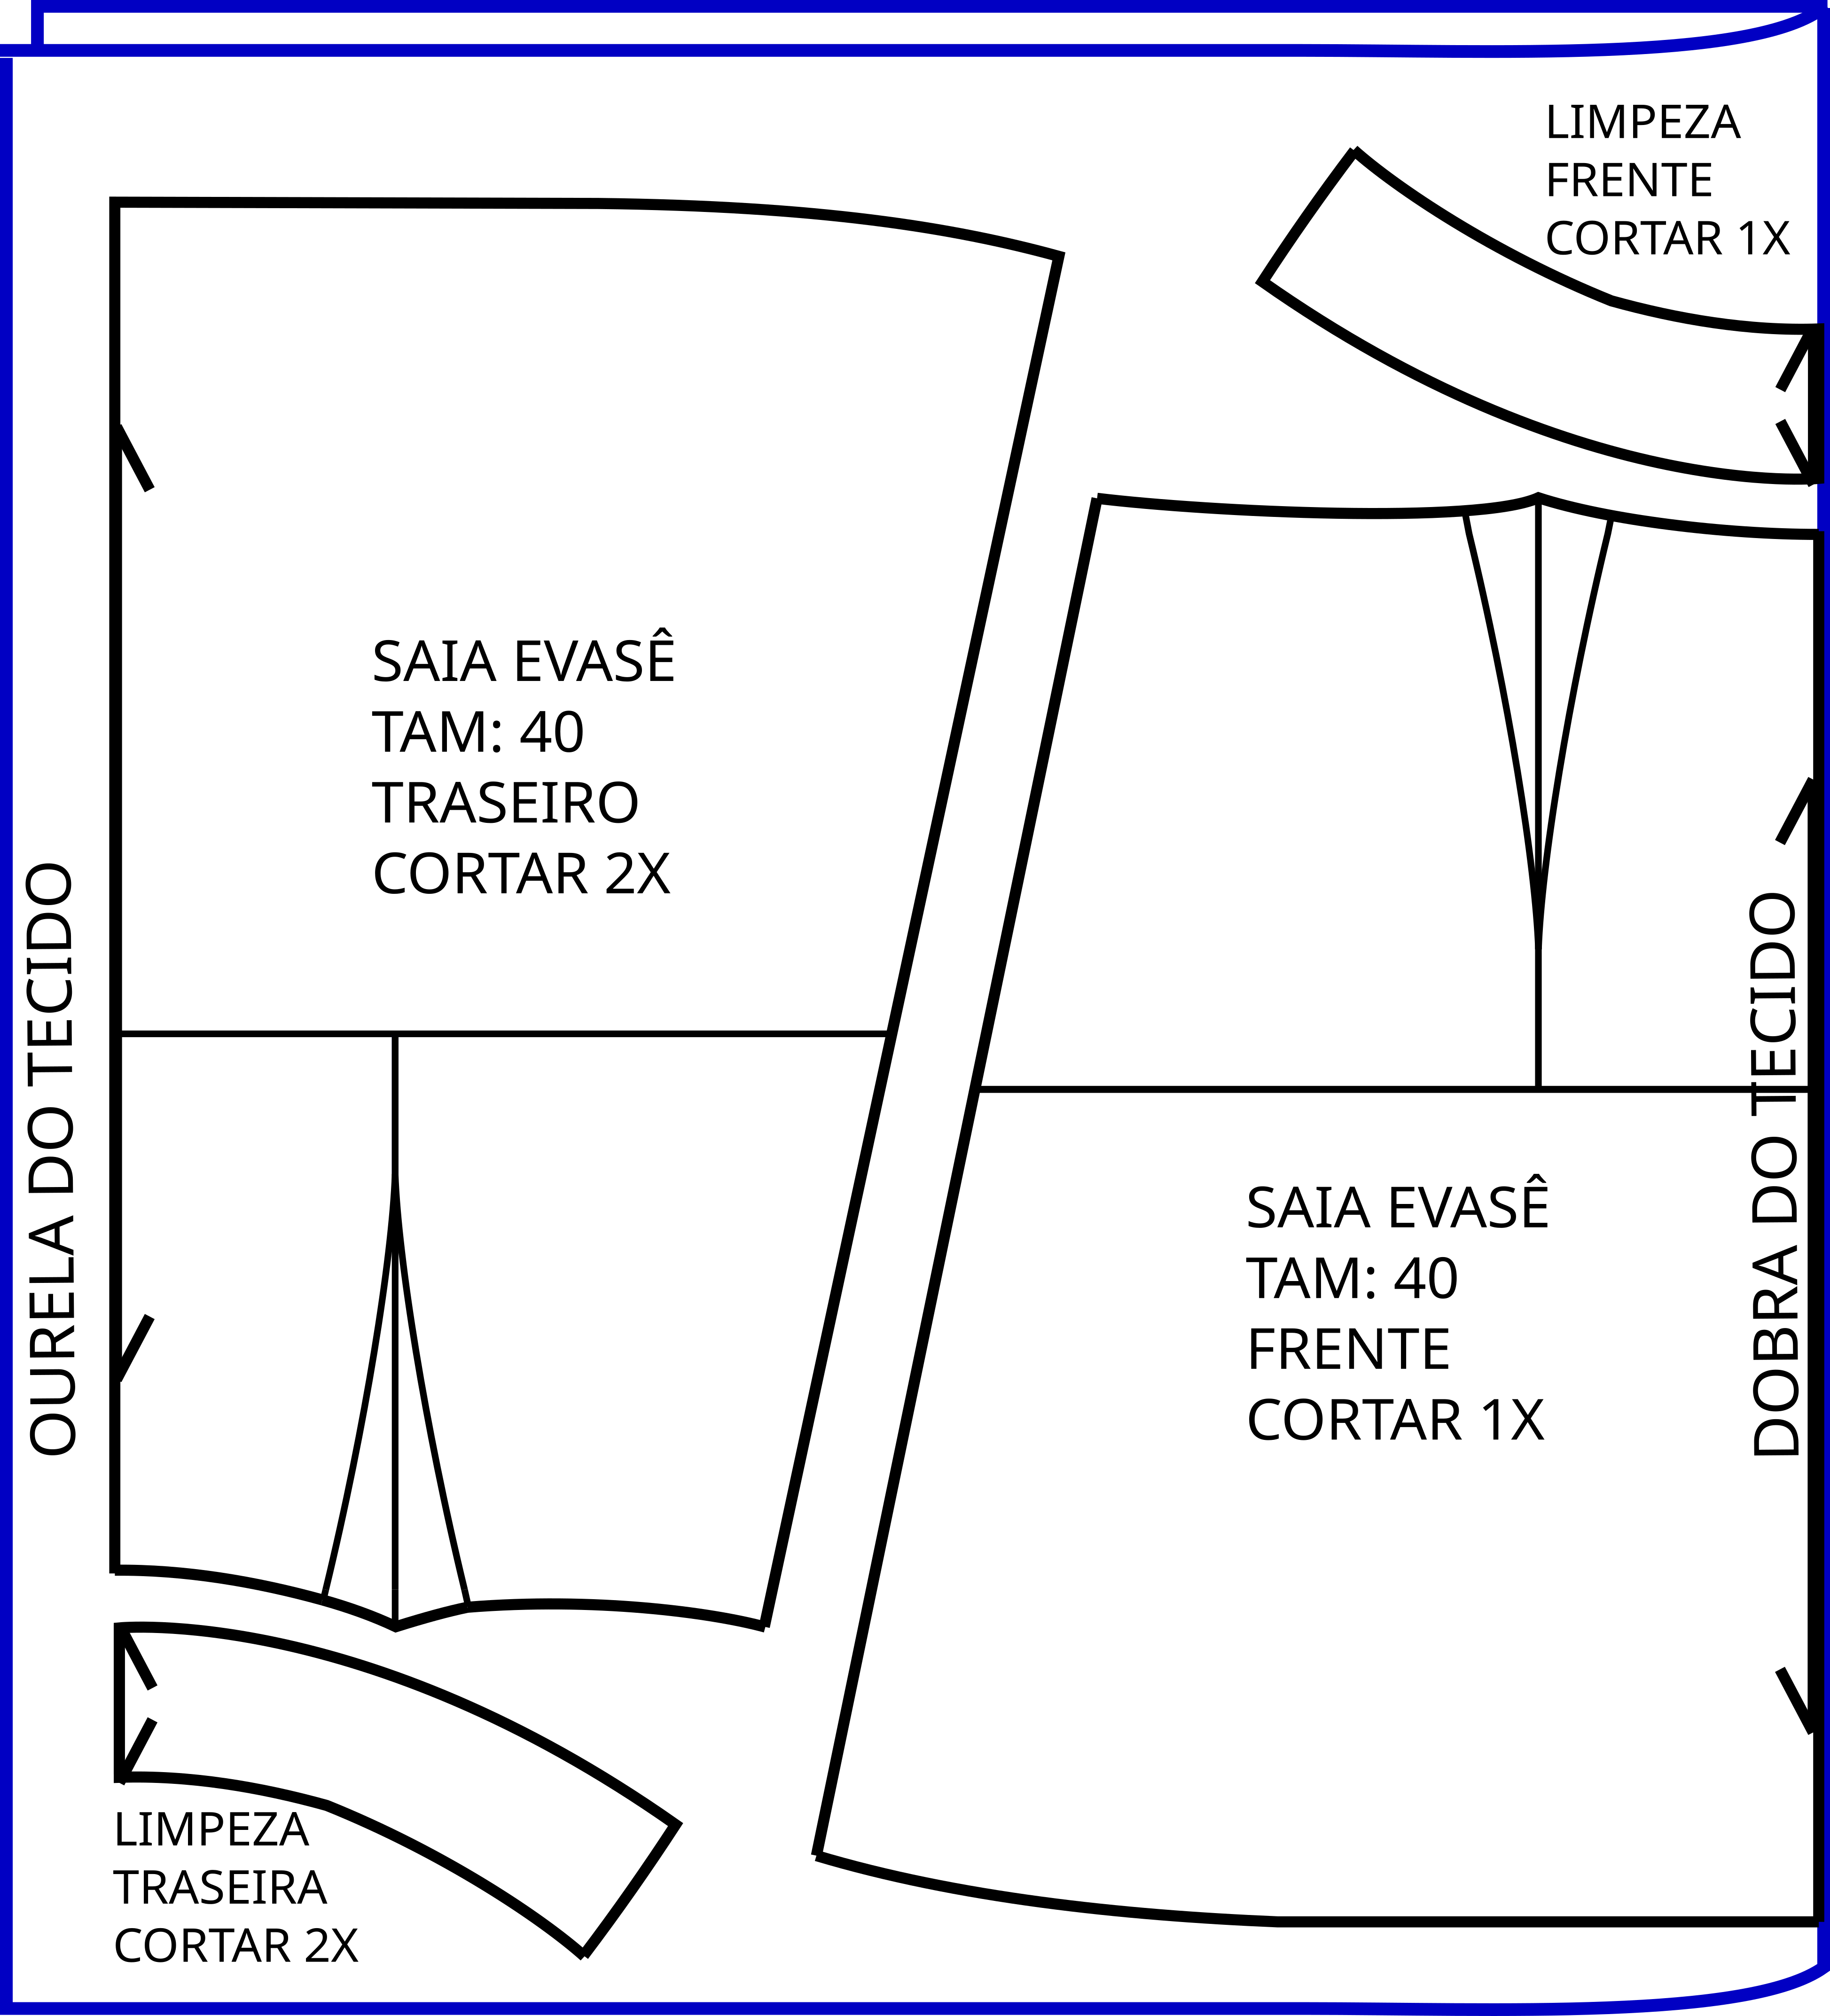 LIMPEZA
FRENTE
CORTAR 1X
SAIA EVASÊ
TAM: 40
TRASEIRO
CORTAR 2X
OURELA DO TECIDO
DOBRA DO TECIDO
SAIA EVASÊ
TAM: 40
FRENTE
CORTAR 1X
LIMPEZA
TRASEIRA
CORTAR 2X